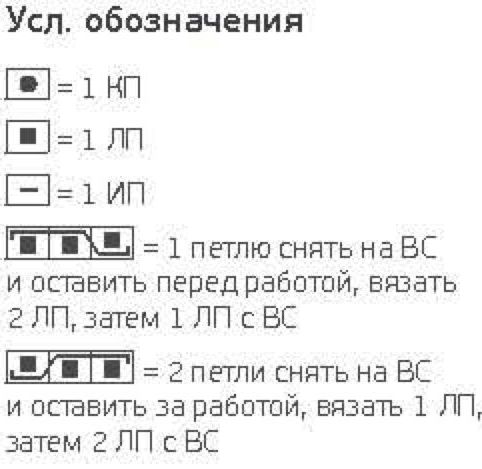 Усл. обозначения
= 1 КП
= 1 ЛП
= 1 ИП
= 1 петлю снять на ВС
и оставить перед работой, вязать
2 ЛП, затем 1 ЛП с ВС
= 2 петли снять на ВС
и оставить за работой, вязать 1 ЛП,
затем 2 ЛП с ВС